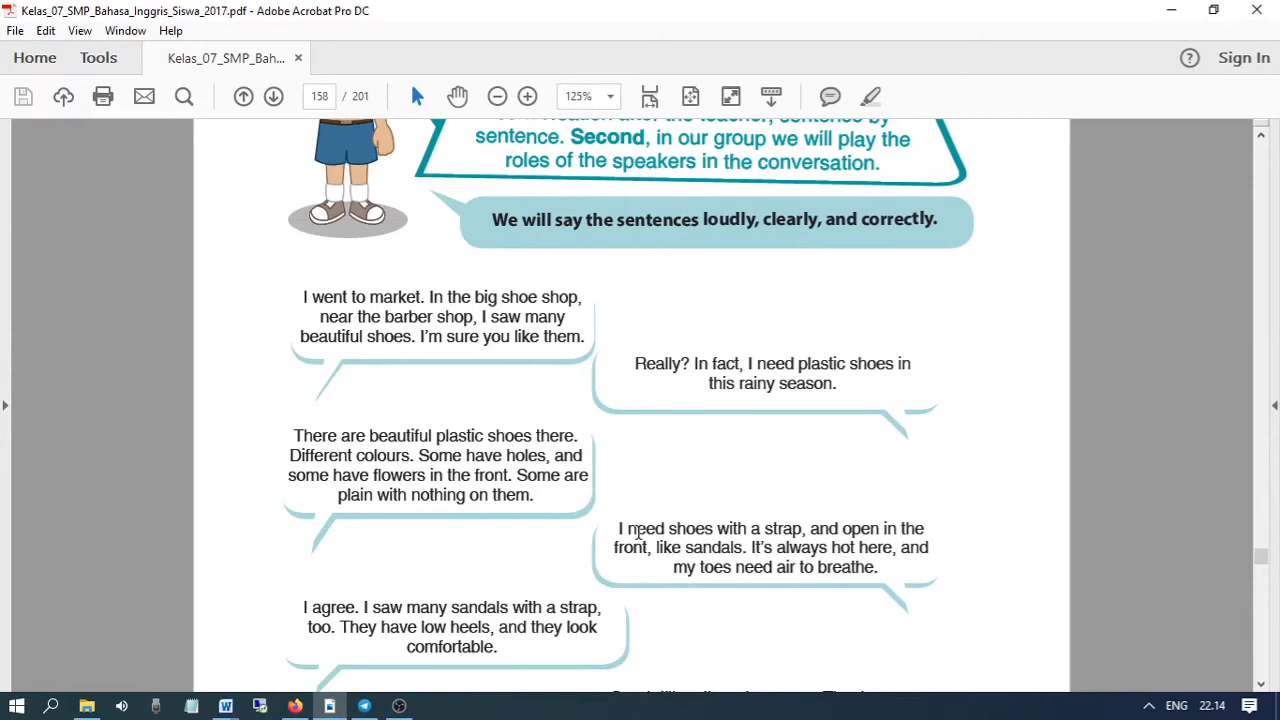 Kelas_07_SMP_Bahasa_Inggris_Siswa_2017.pdf - Adobe Acrobat Pro DC
File Edit View Window Help
Home Tools Kelas_07_SMP_Bah... × Sign In
158 / 201 125%
after the teacher, sentence by
sentence. Second, in our group we will play the
roles of the speakers in the conversation.
We will say the sentences loudly, clearly, and correctly.
I went to market. In the big shoe shop,
near the barber shop, I saw many
beautiful shoes. I'm sure you like them.
Really? In fact, I need plastic shoes in
this rainy season.
There are beautiful plastic shoes there.
Different colours. Some have holes, and
some have flowers in the front. Some are
plain with nothing on them.
I need shoes with a strap, and open in the
front, like sandals. It's always hot here, and
my toes need air to breathe.
I agree. I saw many sandals with a strap,
too. They have low heels, and they look
comfortable.
ENG 22.14